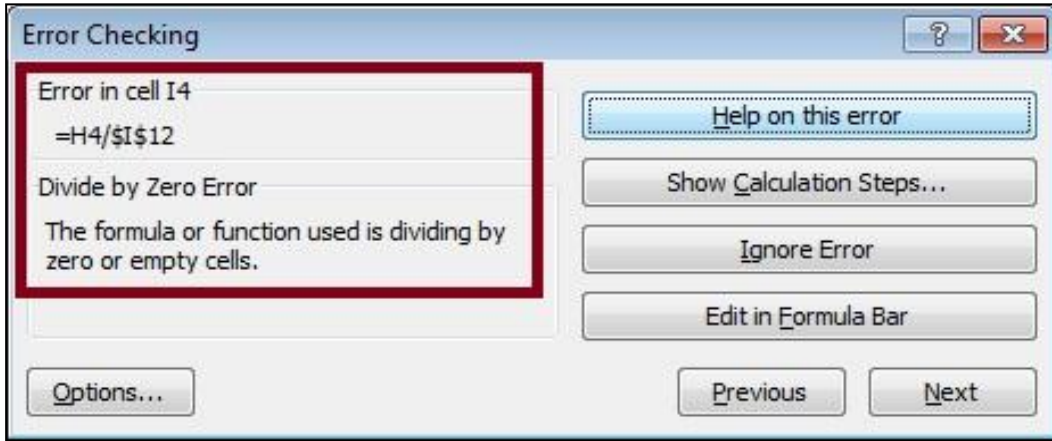 Error Checking
Error in cell I4
=H4/$I$12
Divide by Zero Error
The formula or function used is dividing by
zero or empty cells.
Help on this error
Show Calculation Steps...
Ignore Error
Edit in Formula Bar
Options...
Previous
Next